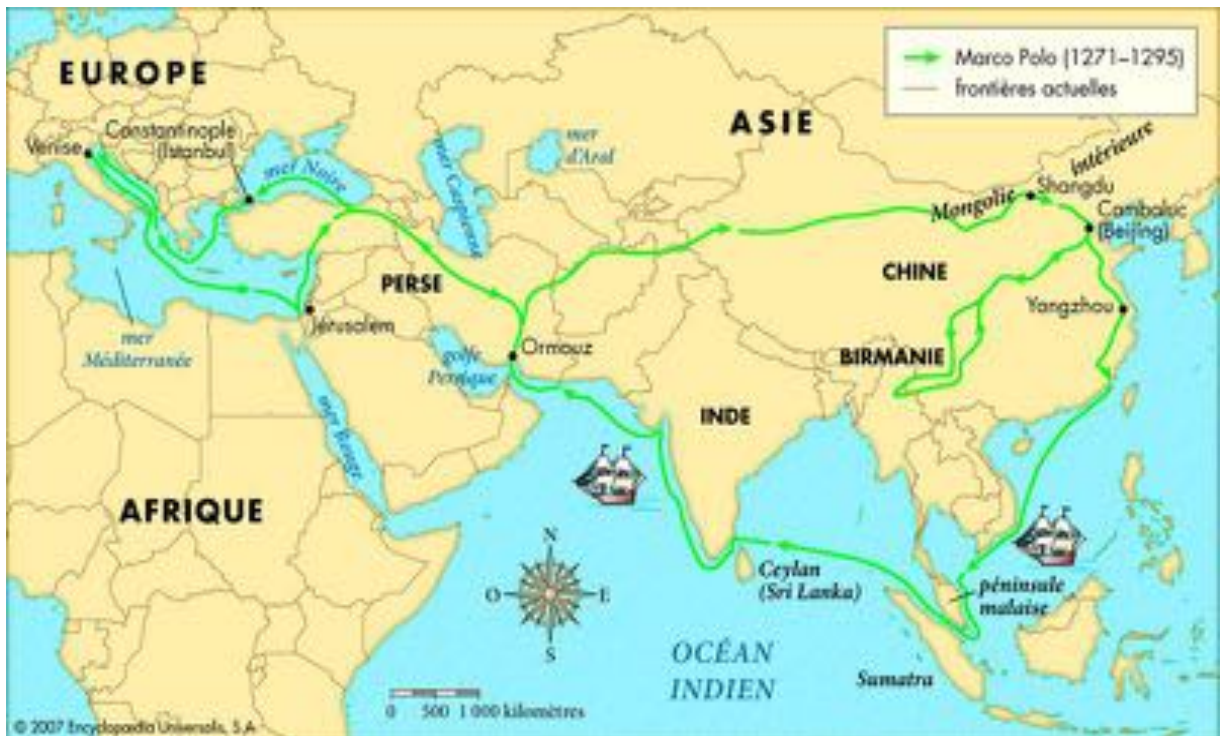 Marco Polo (1271–1295)
frontières actuelles
EUROPE
ASIE
Constantinople
(Istanbul)
Venise
mer Noire
mer Caspienne
mer
d'Aral
Mongolie
intérieure
Shangdu
Cambaluc
(Beijing)
CHINE
PERSE
Jérusalem
Yangzhou
mer
Méditerranée
golfe
Persique
Ormuz
BIRMANIE
INDE
mer Rouge
AFRIQUE
N
O
E
S
Ceylan
(Sri Lanka)
péninsule
malaise
OCÉAN
INDIEN
Sumatra
0 500 1 000 kilomètres
© 2007 Encyclopædia Universalis, S.A.